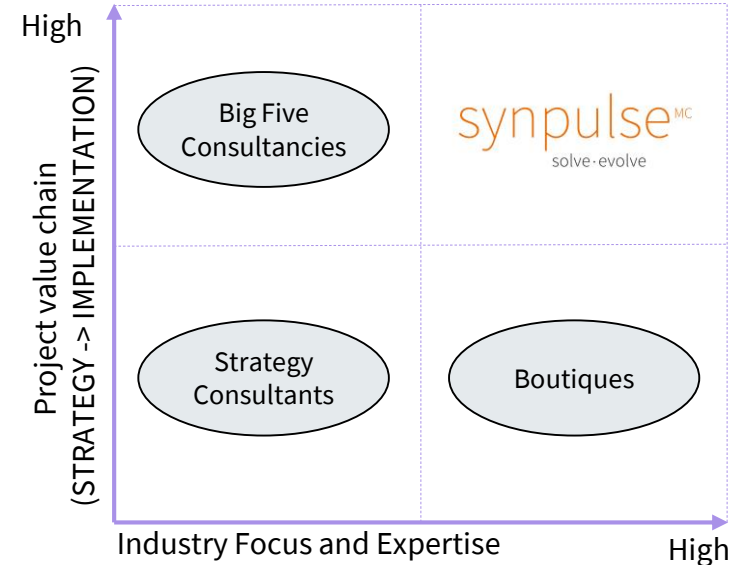 High
Project value chain
(STRATEGY -> IMPLEMENTATION)
Big Five
Consultancies
synpulse MC
solve·evolve
Strategy
Consultants
Boutiques
Industry Focus and Expertise
High